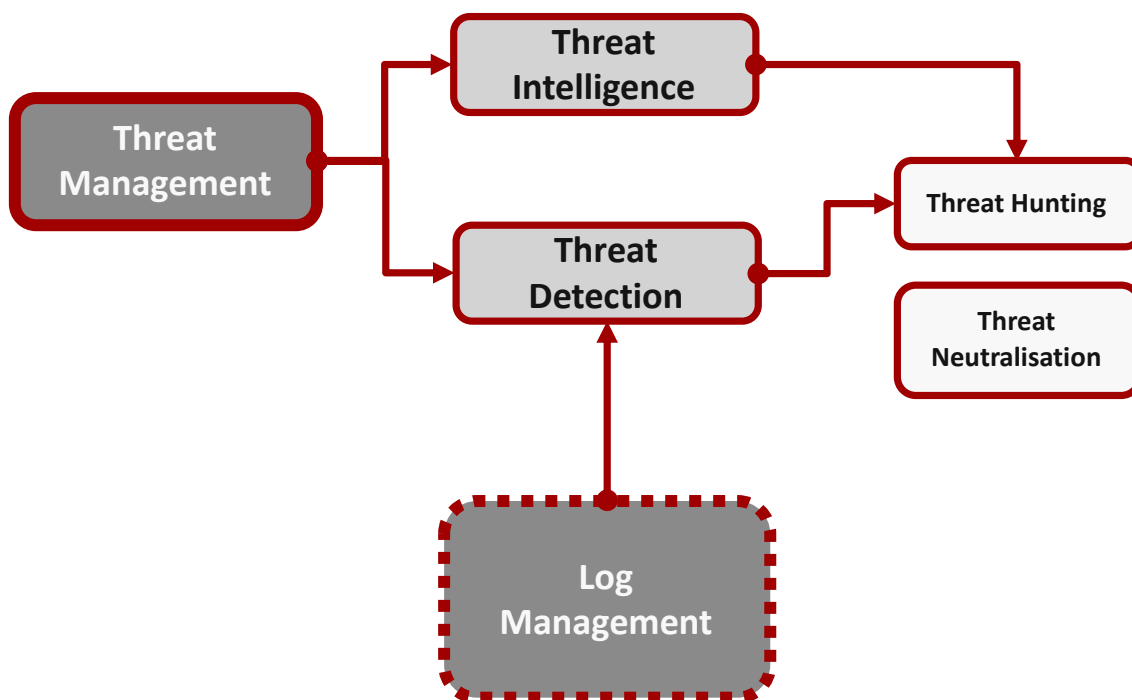 Threat
Intelligence
Threat
Management
Threat Hunting
Threat
Detection
Threat
Neutralisation
Log
Management